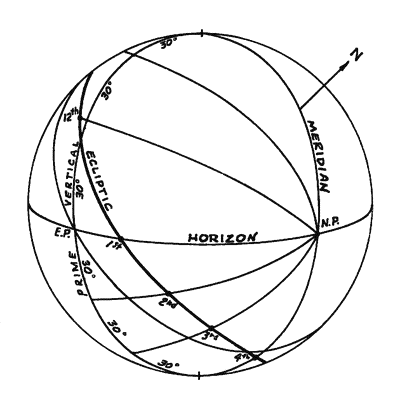 30°
N
30°
12th
MERIDIAN
VERTICAL
30°
ECLIPTIC
N.P.
E.P.
1st
HORIZON
PRIME
30°
2nd
30°
3rd
30°
4th